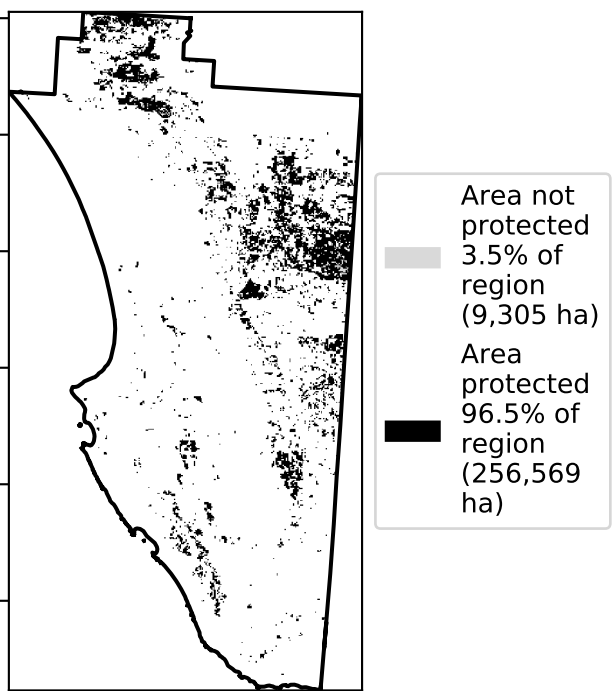 Area not
protected
3.5% of
region
(9,305 ha)
Area
protected
96.5% of
region
(256,569
ha)